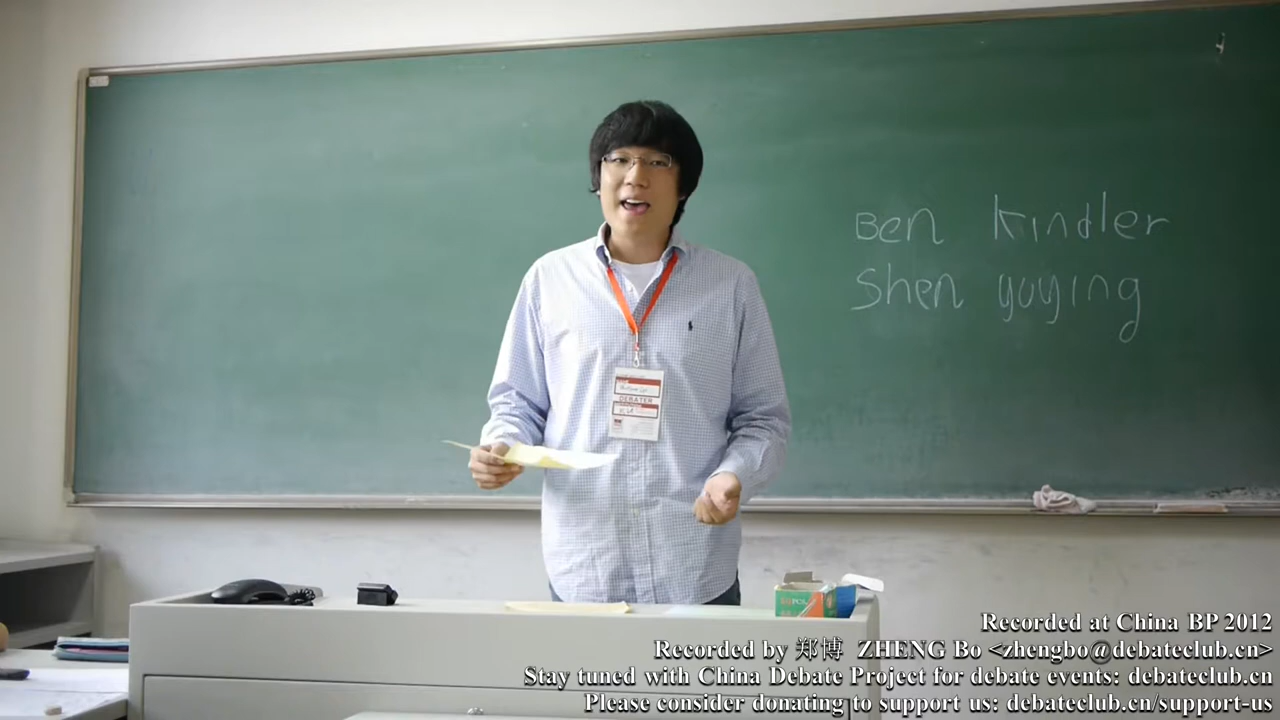 Ben Kindler
Shen yuying
DEBATER
Recorded at China BP 2012
Recorded by 郑博 ZHENG Bo <zhengbo@debateclub.cn>
Stay tuned with China Debate Project for debate events: debateclub.cn
Please consider donating to support us: debateclub.cn/support-us